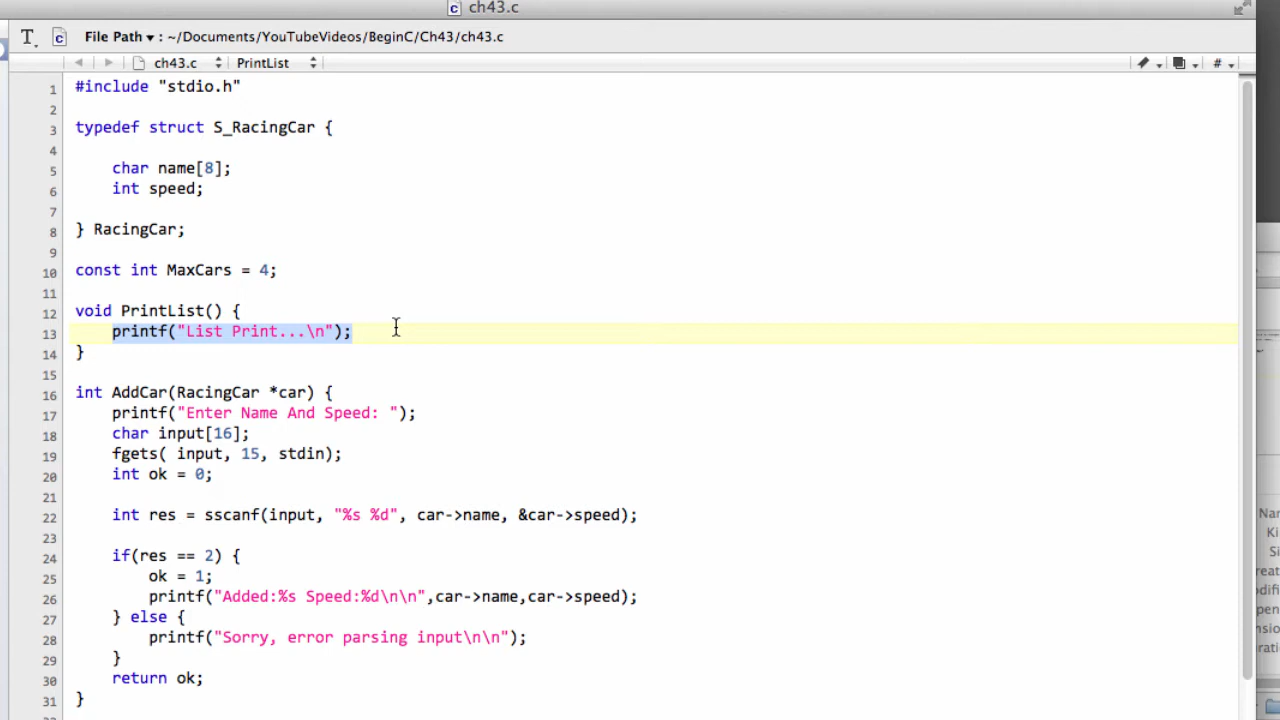 ch43.c
File Path ▾ : ~/Documents/YouTubeVideos/BeginC/Ch43/ch43.c
ch43.c PrintList #
1 #include "stdio.h"
2
3 typedef struct S_RacingCar {
4
5 char name[8];
6 int speed;
7
8 } RacingCar;
9
10 const int MaxCars = 4;
11
12 void PrintList() {
13 printf("List Print...\n");
14 }
15
16 int AddCar(RacingCar *car) {
17 printf("Enter Name And Speed: ");
18 char input[16];
19 fgets( input, 15, stdin);
20 int ok = 0;
21
22 int res = sscanf(input, "%s %d", car->name, &car->speed);
23
24 if(res == 2) {
25 ok = 1;
26 printf("Added:%s Speed:%d\n\n",car->name,car->speed);
27 } else {
28 printf("Sorry, error parsing input\n\n");
29 }
30 return ok;
31 }